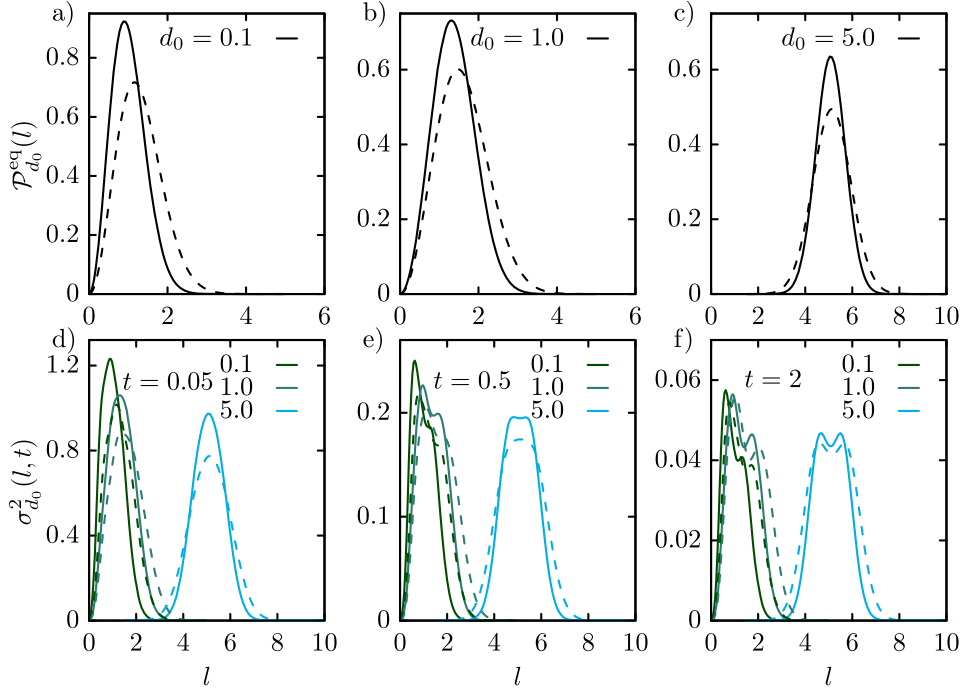 a)
d₀ = 0.1
𝒫^eq_d₀(l)
0.8
0.6
0.4
0.2
0
0 2 4 6
b)
d₀ = 1.0
0.6
0.4
0.2
0
0 2 4 6
c)
d₀ = 5.0
0.6
0.4
0.2
0
0 2 4 6 8 10
d)
t = 0.05
0.1
1.0
5.0
σ²_d₀(l, t)
1.2
0.8
0.4
0
0 2 4 6 8 10
l
e)
t = 0.5
0.1
1.0
5.0
0.2
0.1
0
0 2 4 6 8 10
l
f)
t = 2
0.1
1.0
5.0
0.06
0.04
0.02
0
0 2 4 6 8 10
l